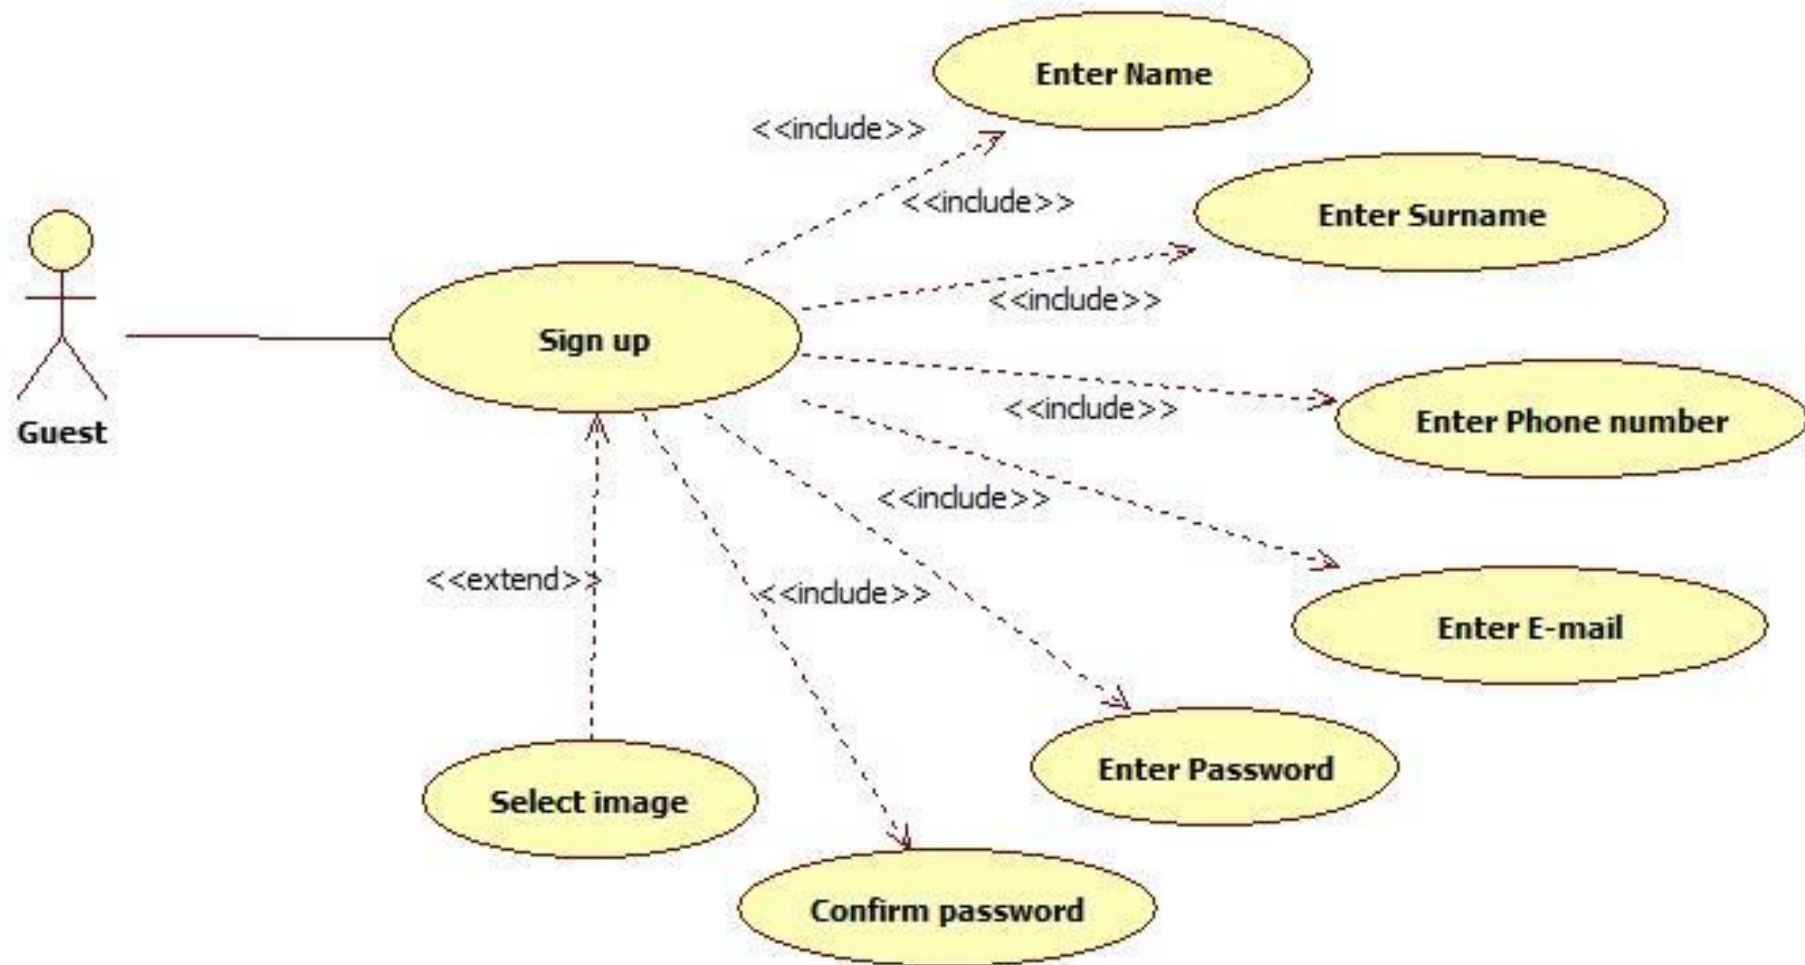 Enter Name
<<include>>
<<include>>
Enter Surname
<<include>>
Sign up
<<include>>
Enter Phone number
Guest
<<include>>
<<extend>>
<<include>>
Enter E-mail
Enter Password
Select image
Confirm password